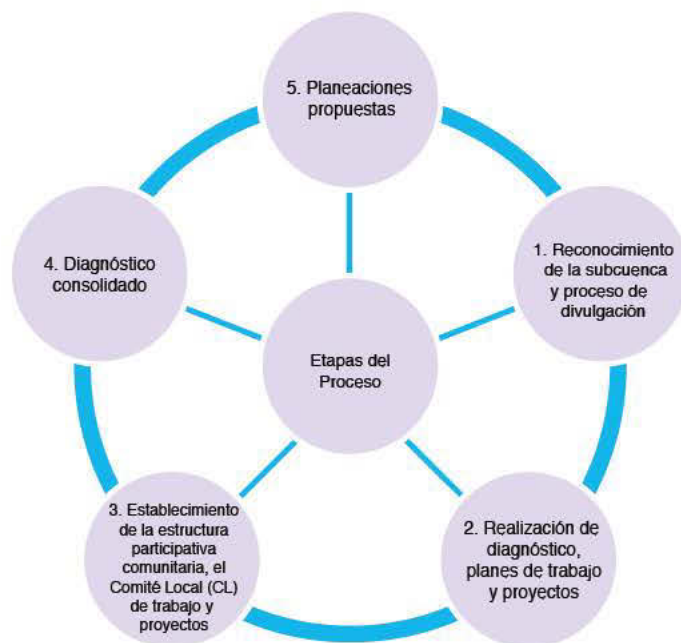 5. Planeaciones
propuestas
1. Reconocimiento
de la subcuenca
y proceso de
divulgación
4. Diagnóstico
consolidado
Etapas del
Proceso
3. Establecimiento
de la estructura
participativa
comunitaria, el
Comité Local (CL)
de trabajo y
proyectos
2. Realización de
diagnóstico,
planes de trabajo
y proyectos